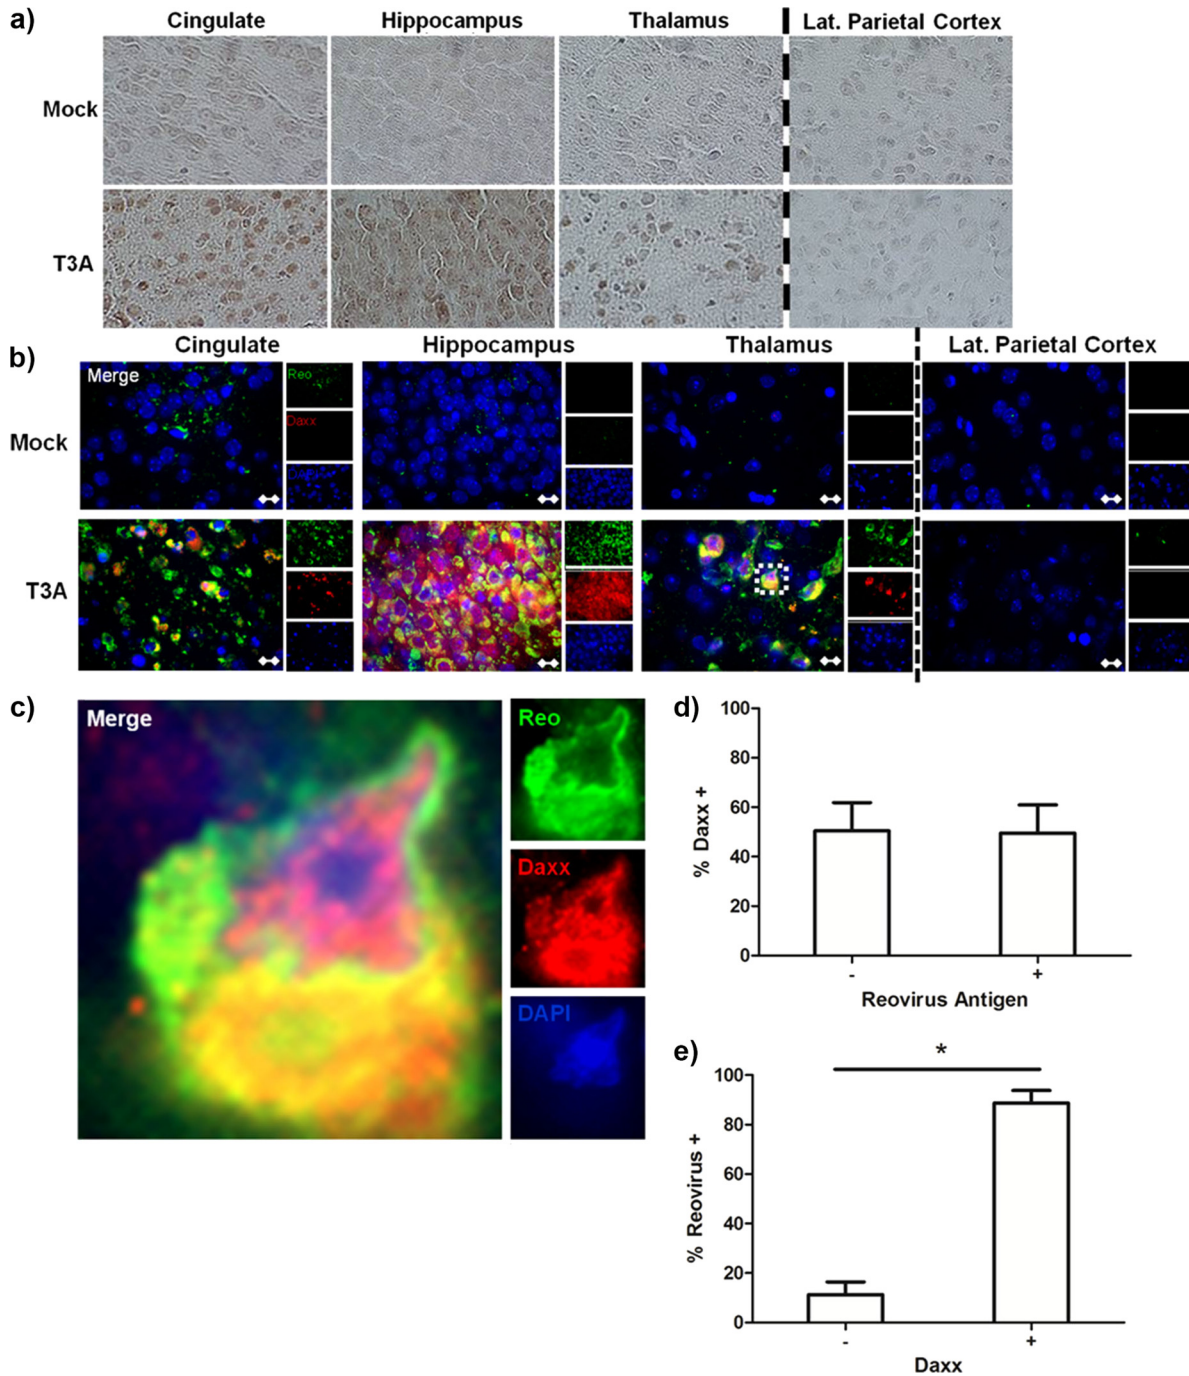 a) Cingulate Hippocampus Thalamus Lat. Parietal Cortex
Mock
T3A
b) Cingulate Hippocampus Thalamus Lat. Parietal Cortex
Merge Reo
Daxx
Mock
DAPI
T3A
c) Merge
Reo
Daxx
DAPI
d)
100
80
60
40
20
0
% Daxx +
- +
Reovirus Antigen
e)
*
100
80
60
40
20
0
% Reovirus +
- +
Daxx